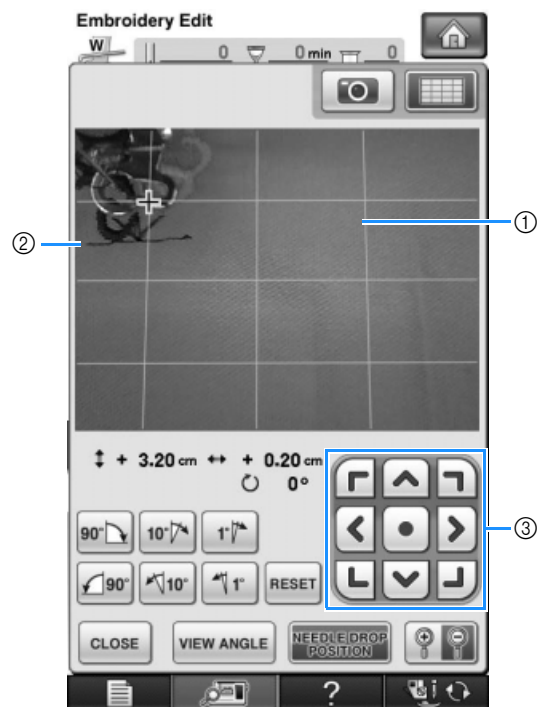 Embroidery Edit
W
0 0 min 0
①
②
+ 3.20 cm + 0.20 cm
0°
③
90° 10° 1°
90° 10° 1° RESET
CLOSE VIEW ANGLE NEEDLE DROP
POSITION
?